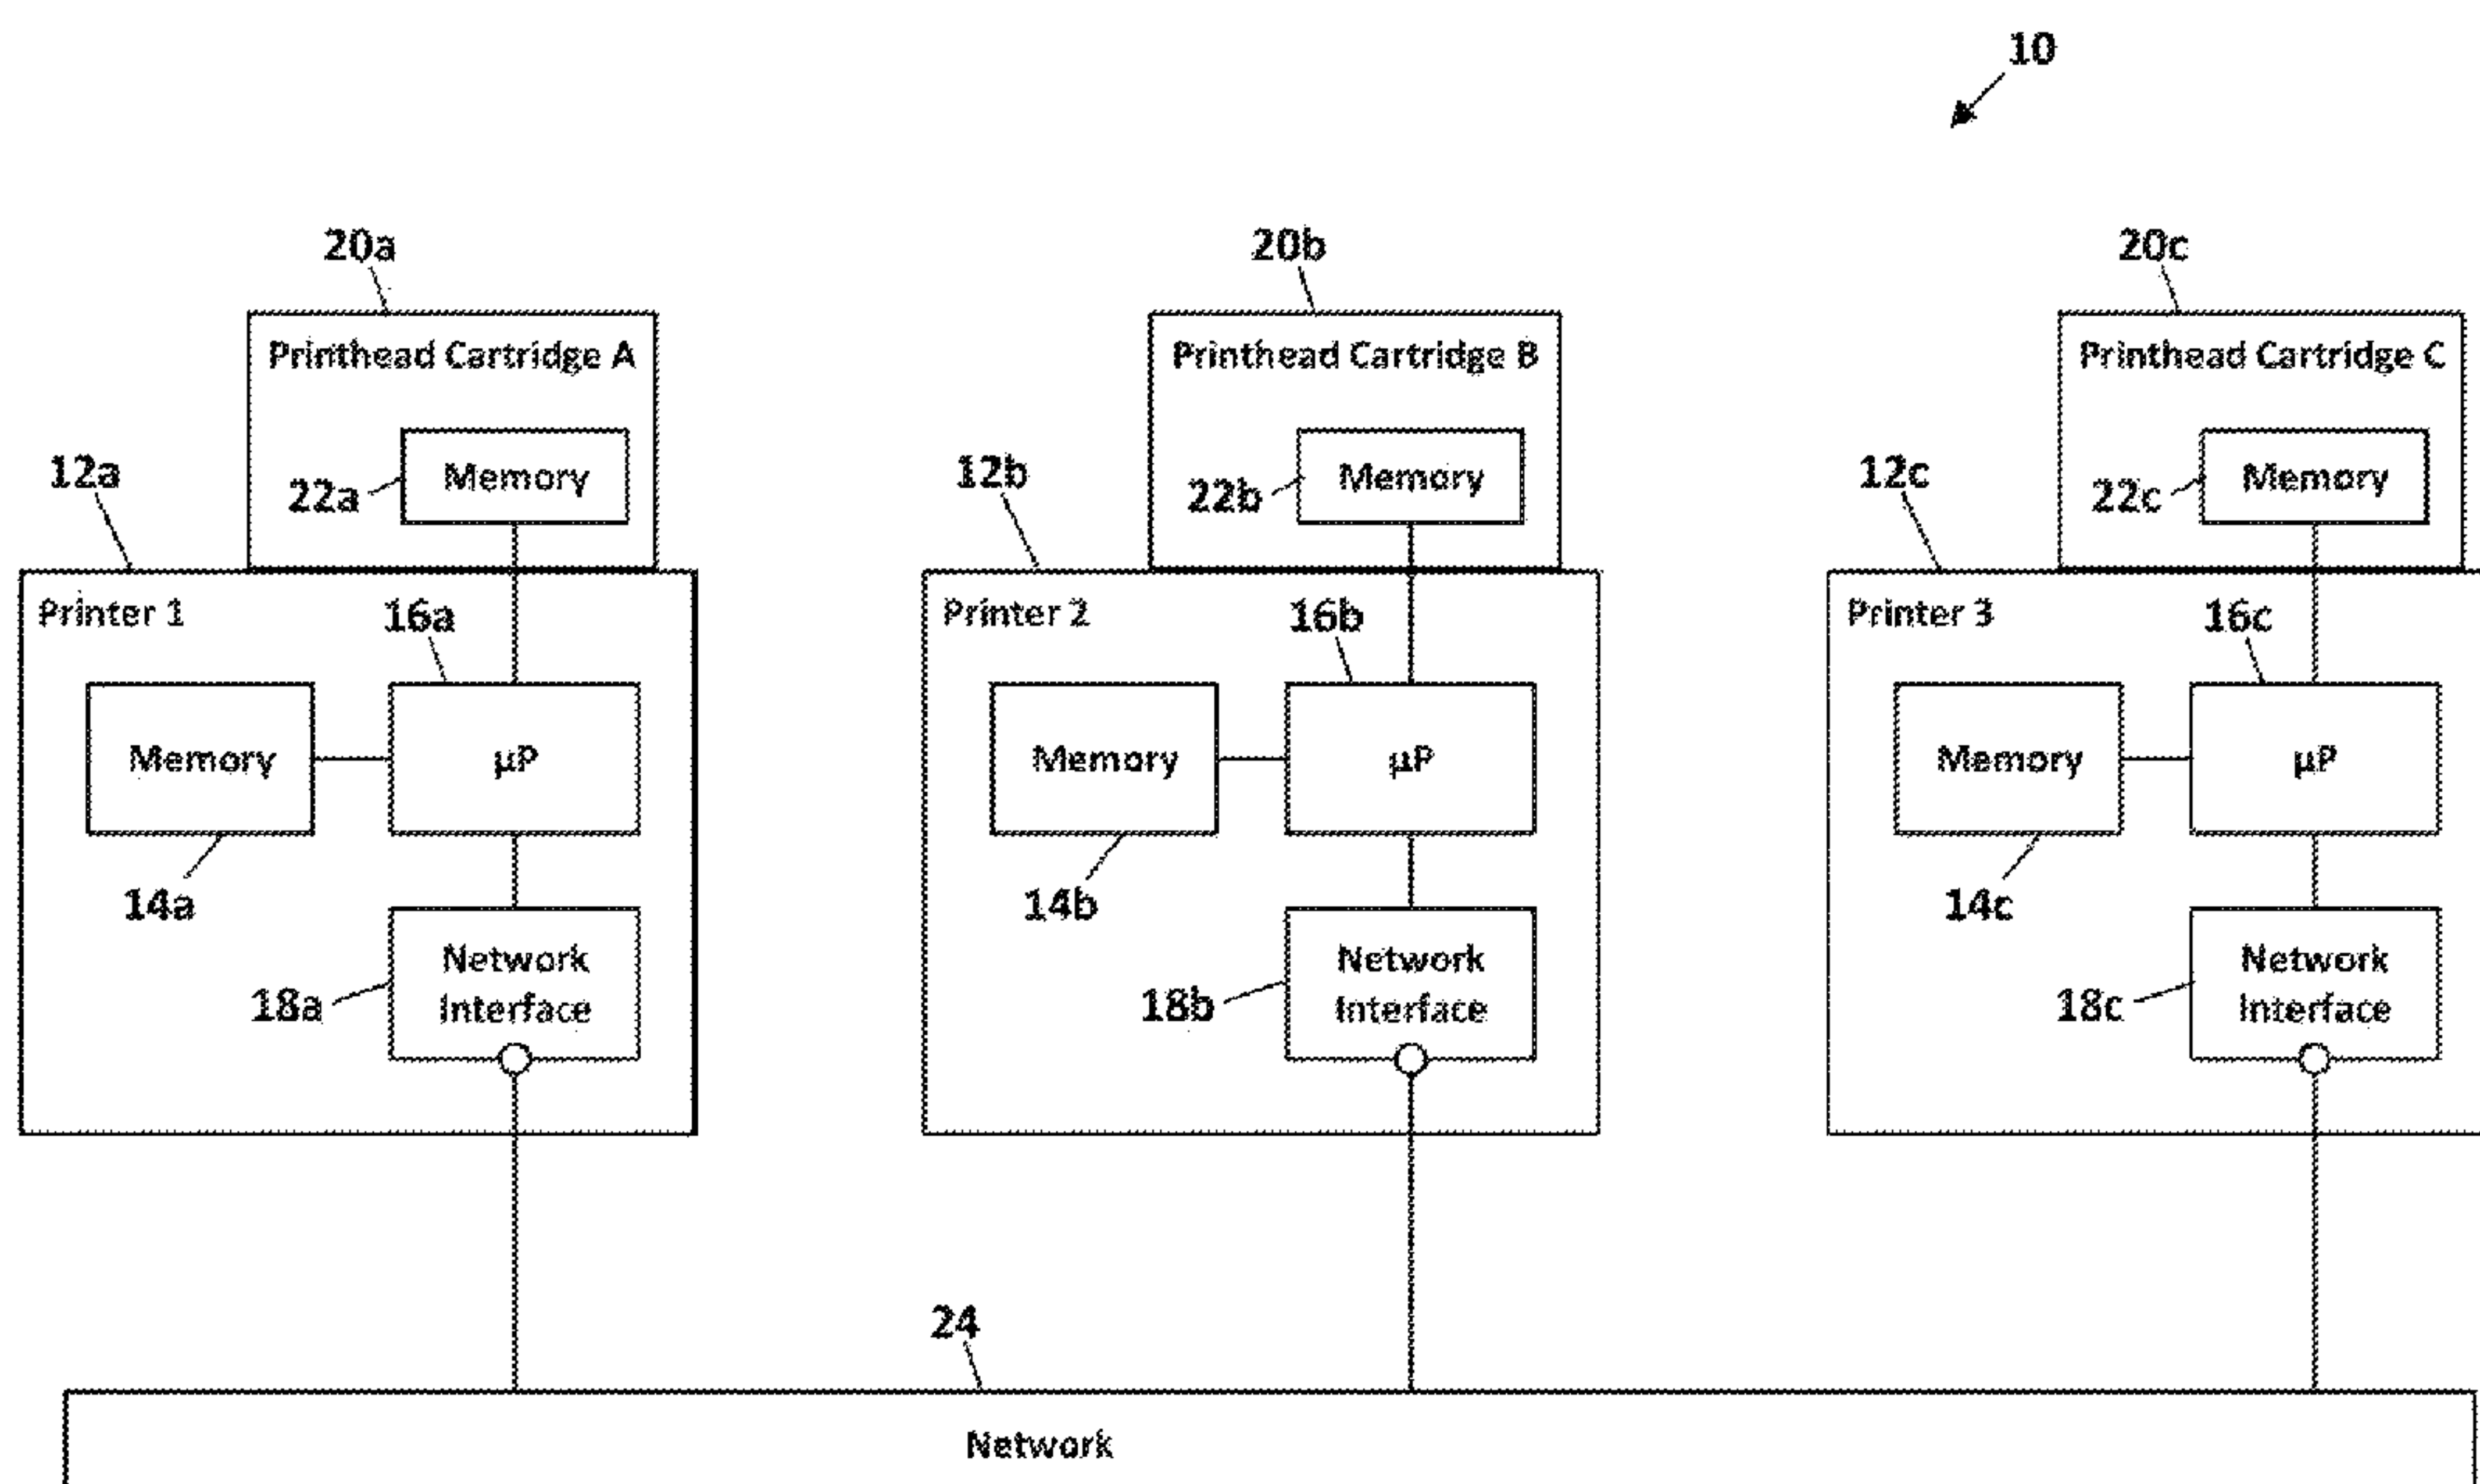 10
20a
20b
20c
Printhead Cartridge A
Printhead Cartridge B
Printhead Cartridge C
12a
22a
Memory
12b
22b
Memory
12c
22c
Memory
Printer 1
16a
Printer 2
16b
Printer 3
16c
Memory
µP
Memory
µP
Memory
µP
14a
14b
14c
18a
Network
Interface
18b
Network
Interface
18c
Network
Interface
24
Network